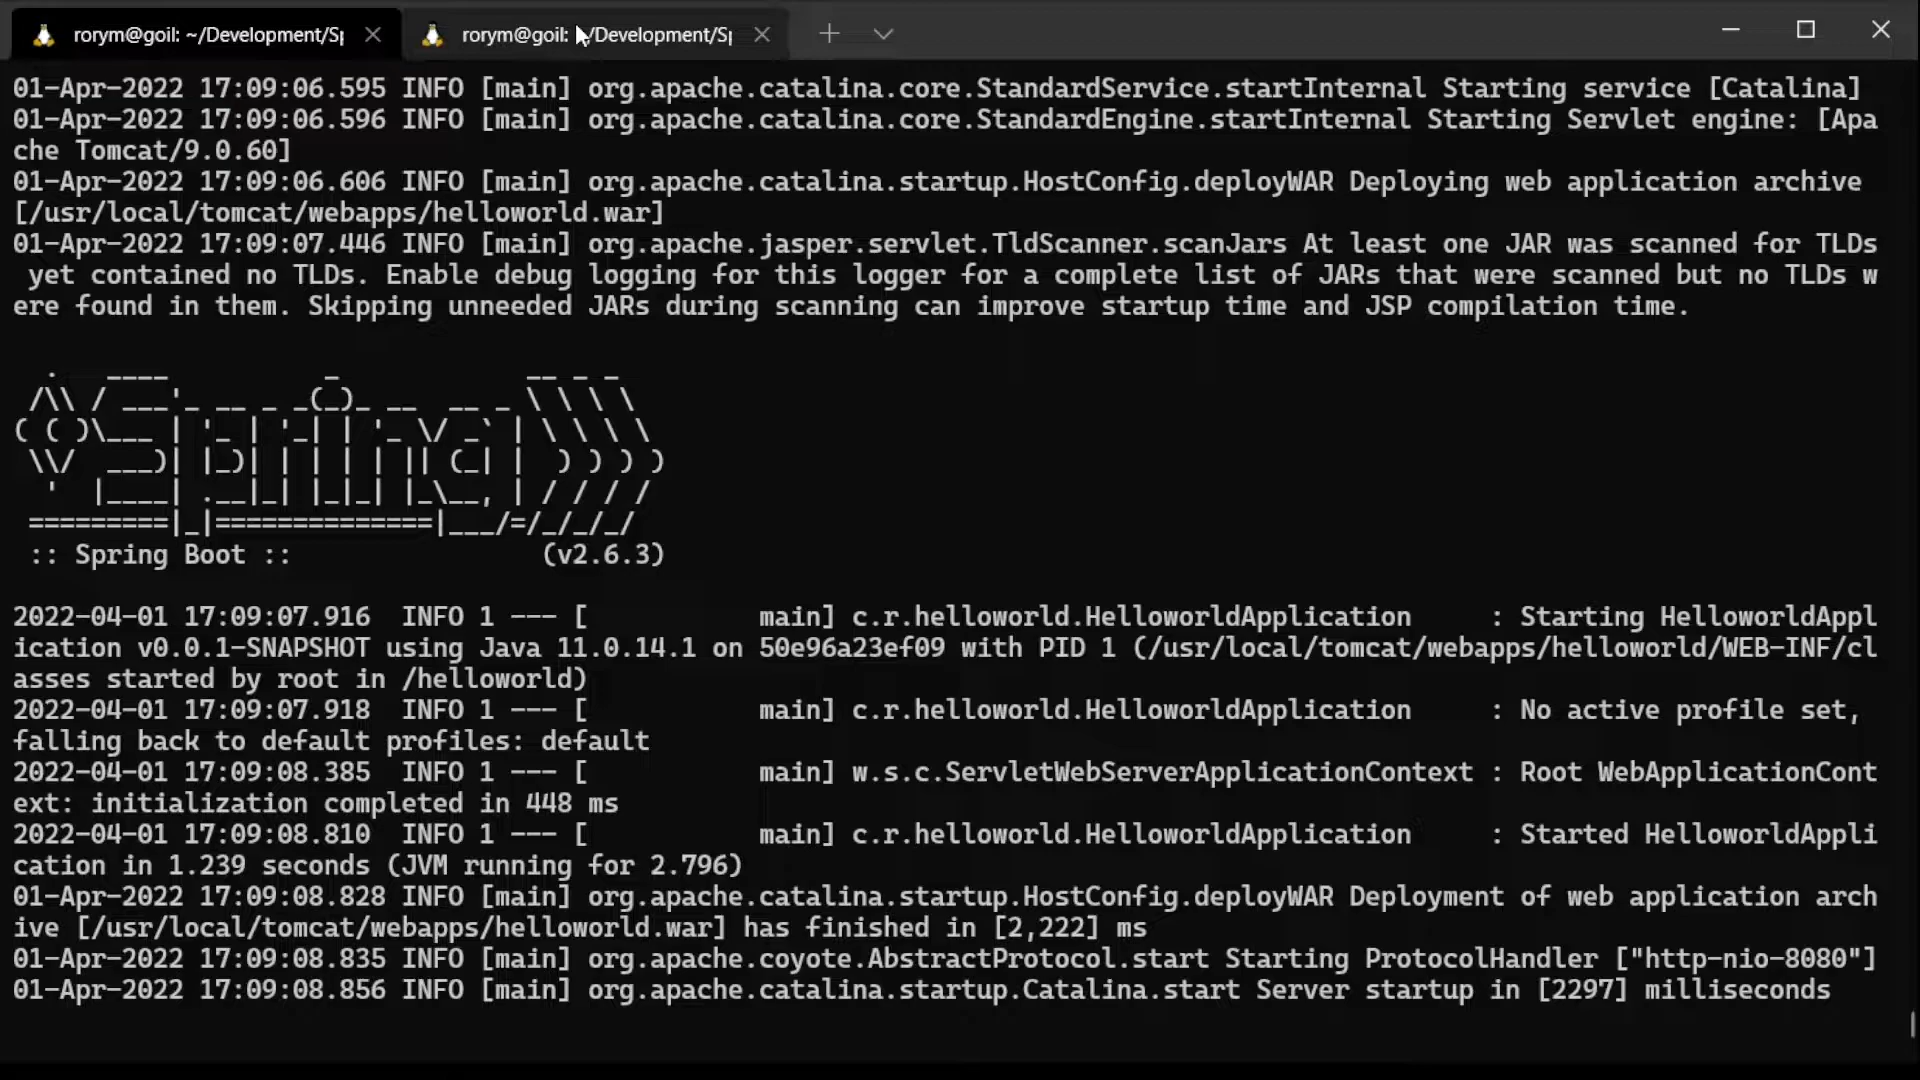 rorym@goil: ~/Development/Sp
rorym@goil: ~/Development/Sp
01-Apr-2022 17:09:06.595 INFO [main] org.apache.catalina.core.StandardService.startInternal Starting service [Catalina]
01-Apr-2022 17:09:06.596 INFO [main] org.apache.catalina.core.StandardEngine.startInternal Starting Servlet engine: [Apa
che Tomcat/9.0.60]
01-Apr-2022 17:09:06.606 INFO [main] org.apache.catalina.startup.HostConfig.deployWAR Deploying web application archive
[/usr/local/tomcat/webapps/helloworld.war]
01-Apr-2022 17:09:07.446 INFO [main] org.apache.jasper.servlet.TldScanner.scanJars At least one JAR was scanned for TLDs
 yet contained no TLDs. Enable debug logging for this logger for a complete list of JARs that were scanned but no TLDs w
ere found in them. Skipping unneeded JARs during scanning can improve startup time and JSP compilation time.
Spring
:: Spring Boot ::                (v2.6.3)
2022-04-01 17:09:07.916  INFO 1 --- [           main] c.r.helloworld.HelloworldApplication     : Starting HelloworldAppl
ication v0.0.1-SNAPSHOT using Java 11.0.14.1 on 50e96a23ef09 with PID 1 (/usr/local/tomcat/webapps/helloworld/WEB-INF/cl
asses started by root in /helloworld)
2022-04-01 17:09:07.918  INFO 1 --- [           main] c.r.helloworld.HelloworldApplication     : No active profile set,
falling back to default profiles: default
2022-04-01 17:09:08.385  INFO 1 --- [           main] w.s.c.ServletWebServerApplicationContext : Root WebApplicationCont
ext: initialization completed in 448 ms
2022-04-01 17:09:08.810  INFO 1 --- [           main] c.r.helloworld.HelloworldApplication     : Started HelloworldAppli
cation in 1.239 seconds (JVM running for 2.796)
01-Apr-2022 17:09:08.828 INFO [main] org.apache.catalina.startup.HostConfig.deployWAR Deployment of web application arch
ive [/usr/local/tomcat/webapps/helloworld.war] has finished in [2,222] ms
01-Apr-2022 17:09:08.835 INFO [main] org.apache.coyote.AbstractProtocol.start Starting ProtocolHandler ["http-nio-8080"]
01-Apr-2022 17:09:08.856 INFO [main] org.apache.catalina.startup.Catalina.start Server startup in [2297] milliseconds